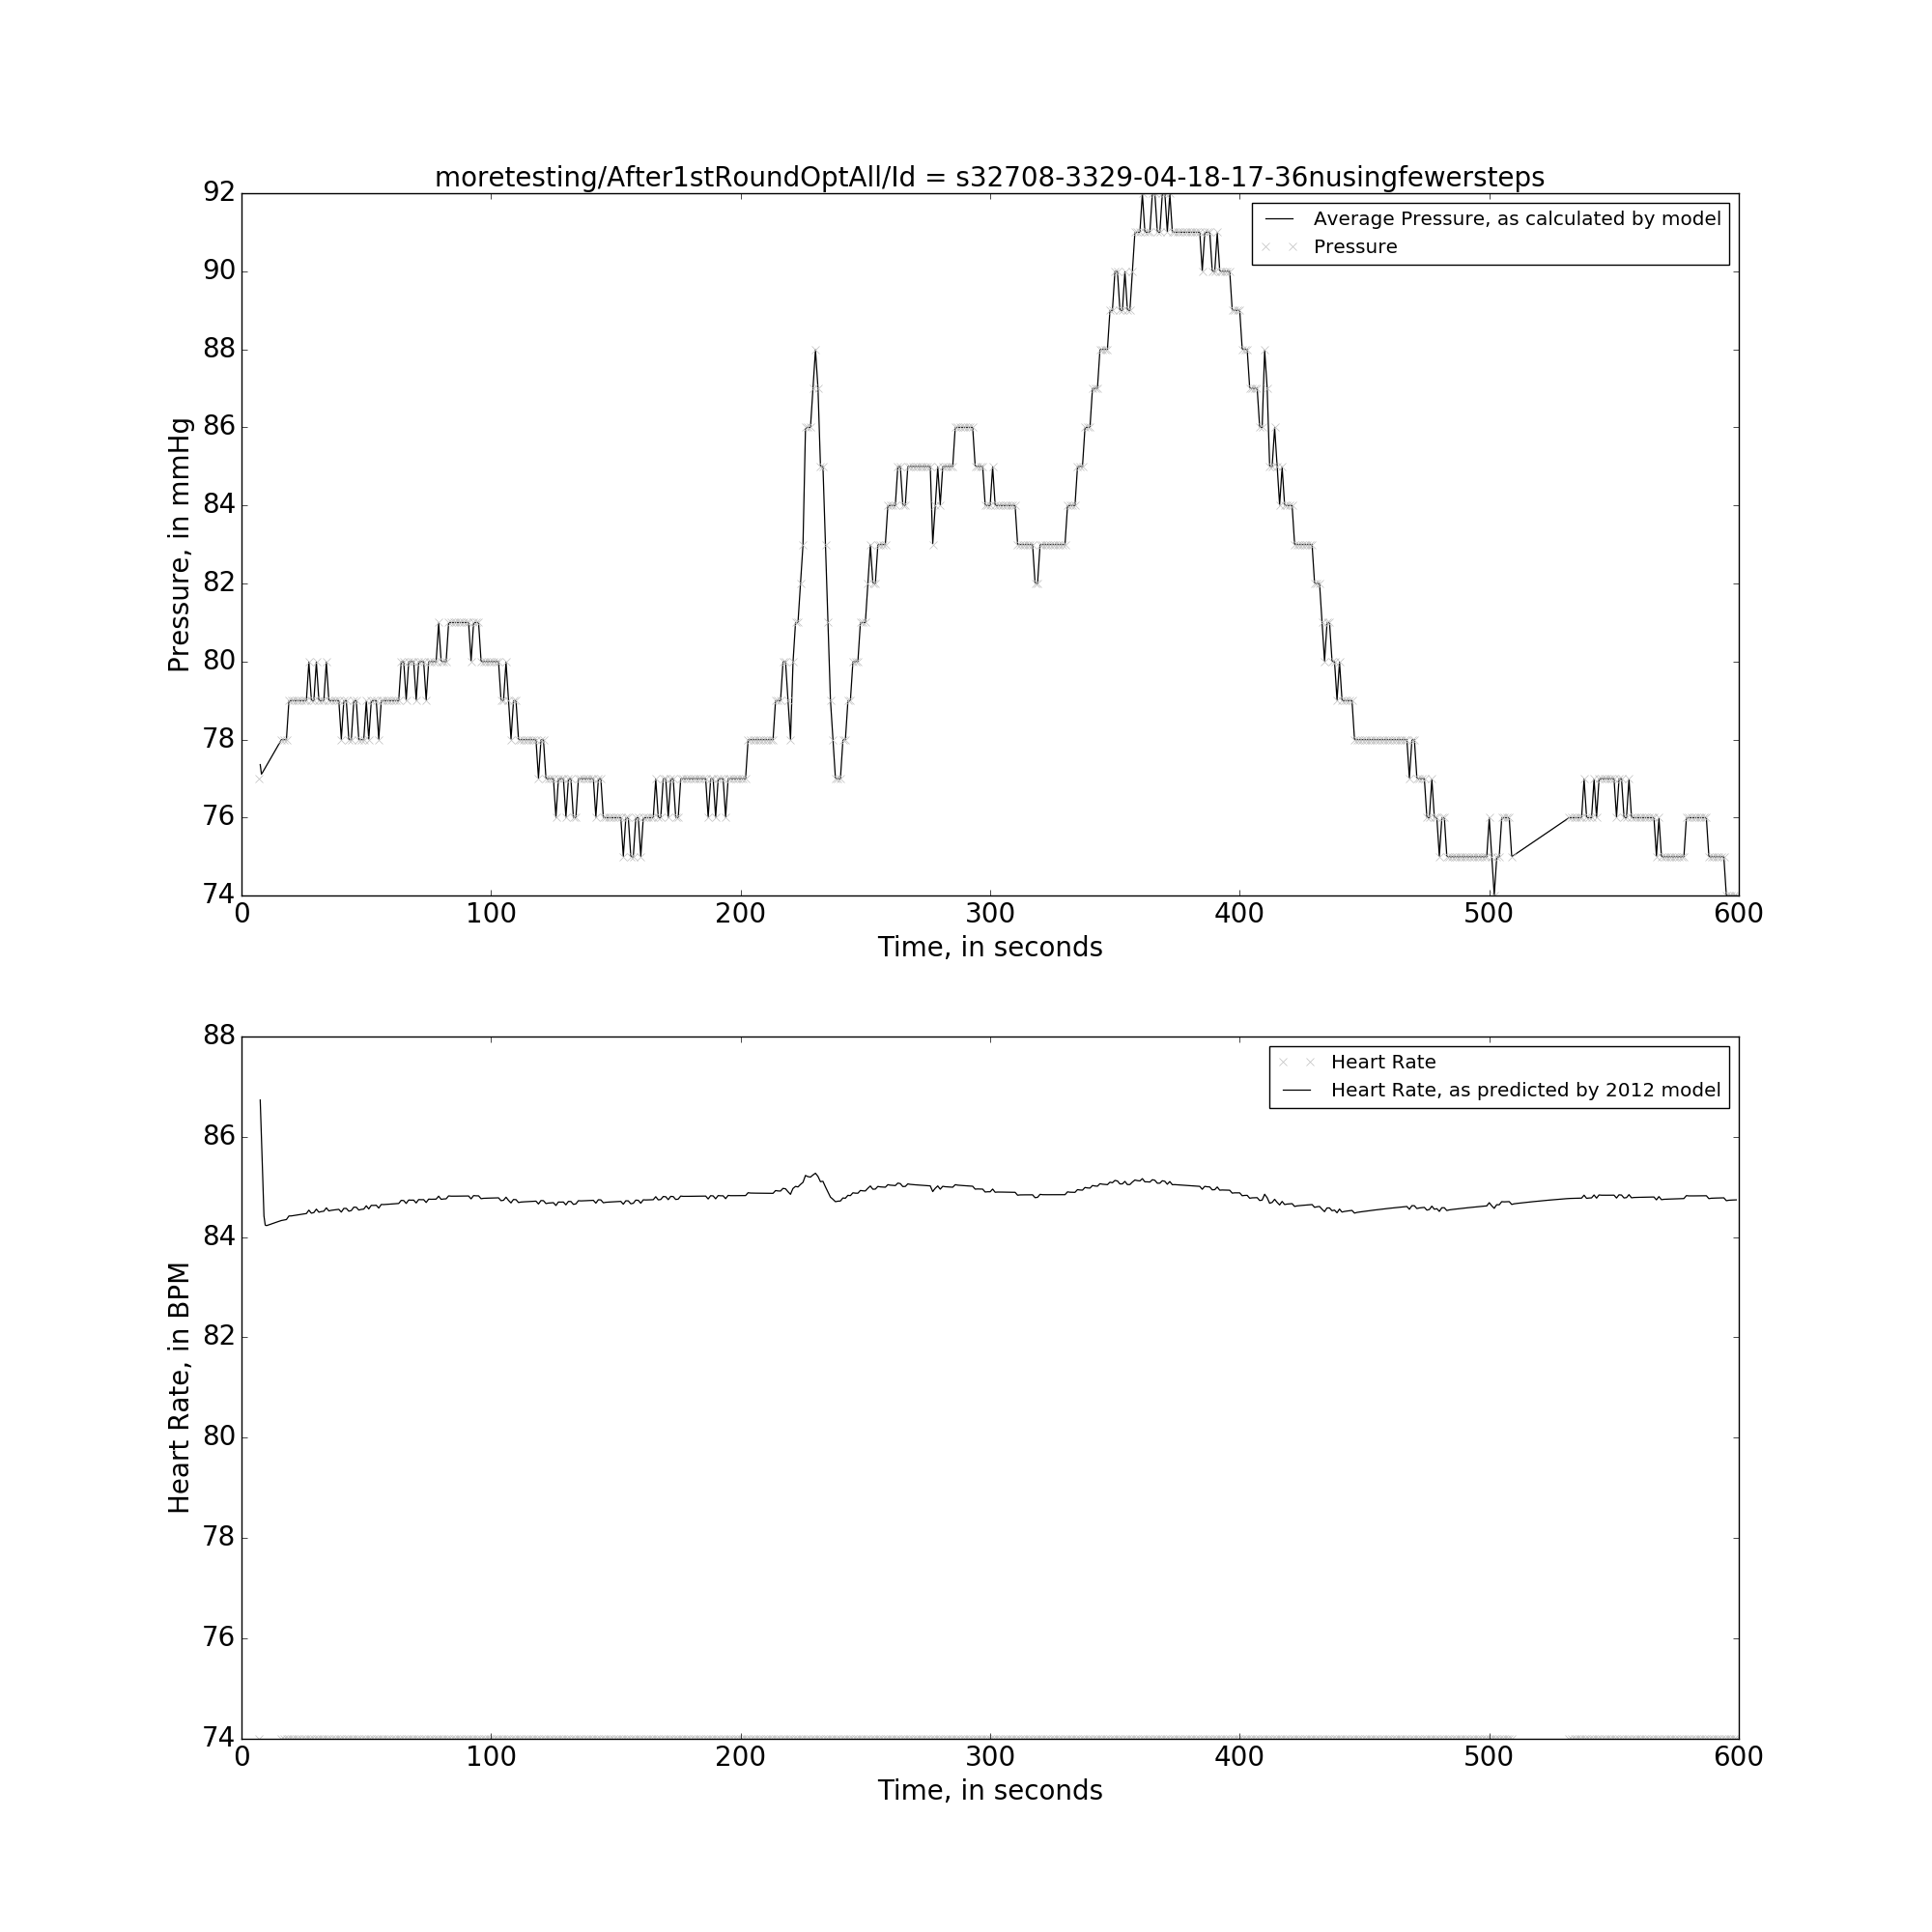 moretesting/After1stRoundOptAll/Id = s32708-3329-04-18-17-36nusingfewersteps
92
90
88
86
84
82
80
78
76
74
Pressure, in mmHg
Average Pressure, as calculated by model
Pressure
0 100 200 300 400 500 600
Time, in seconds
88
86
84
82
80
78
76
74
Heart Rate, in BPM
Heart Rate
Heart Rate, as predicted by 2012 model
0 100 200 300 400 500 600
Time, in seconds